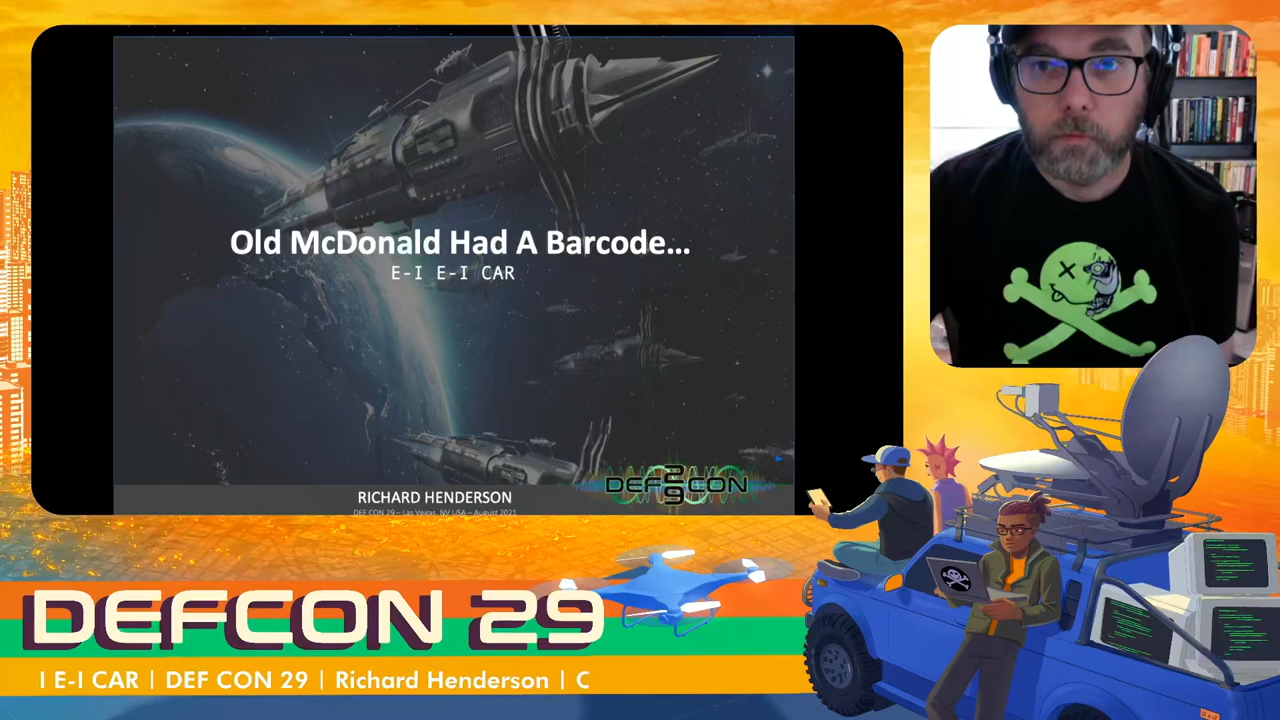 Old McDonald Had A Barcode...
E-I E-I CAR
RICHARD HENDERSON
DEF CON 29 – Las Vegas, NV USA – August 2021
DEF CON
29
DEFCON 29
I E-I CAR | DEF CON 29 | Richard Henderson | C